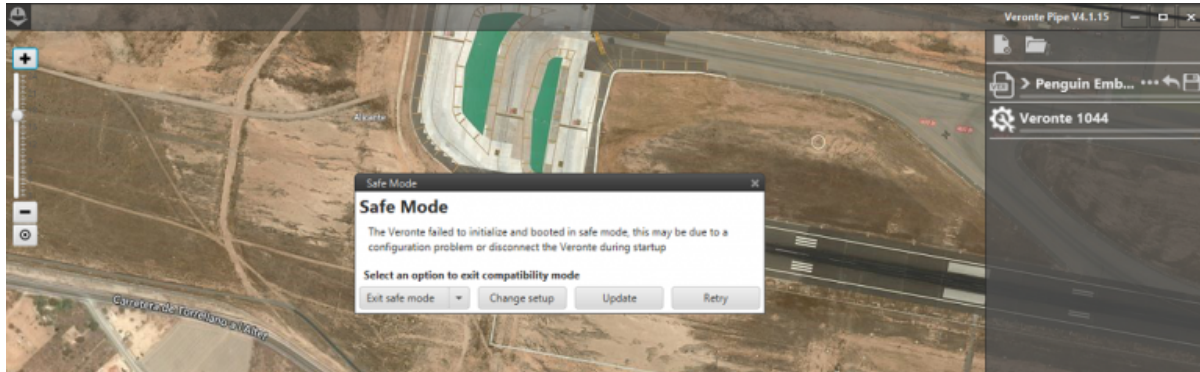 Veronte Pipe V4.1.15
Penguin Emb...
Veronte 1044
Alicante
Safe Mode
Safe Mode
The Veronte failed to initialize and booted in safe mode, this may be due to a
configuration problem or disconnect the Veronte during startup
Select an option to exit compatibility mode
Exit safe mode
Change setup
Update
Retry
Carretera de Torrellano a l'Altet